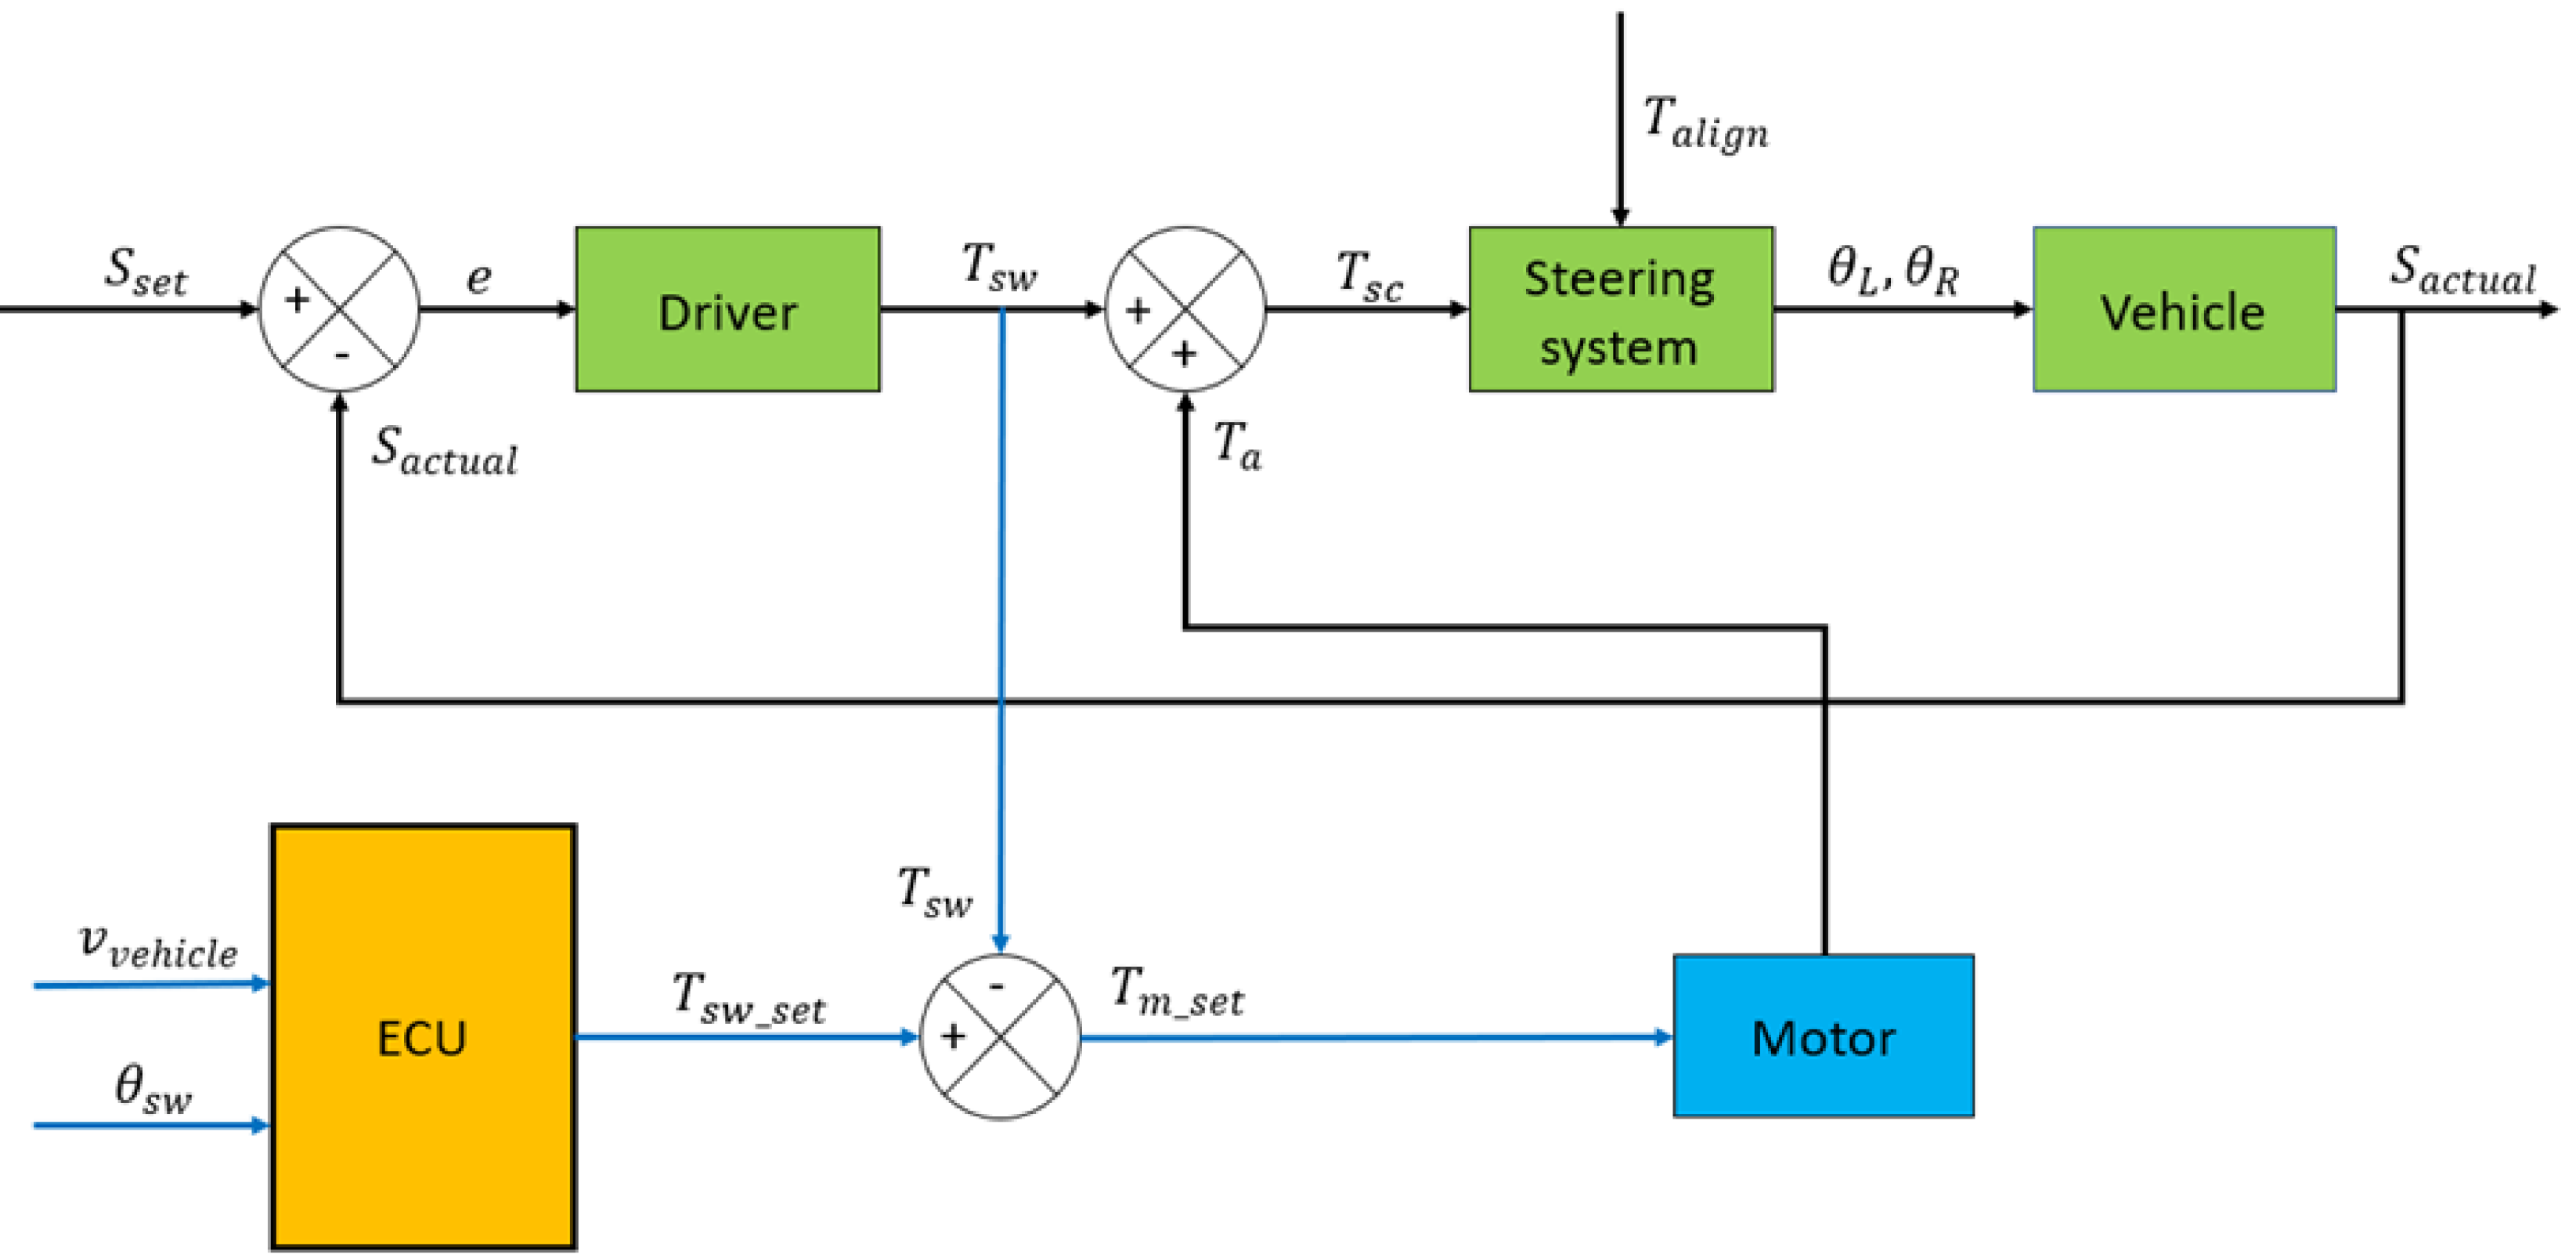 T_align
S_set
+
-
e
Driver
T_sw
+
+
T_sc
Steering
system
θ_L, θ_R
Vehicle
S_actual
S_actual
T_a
ECU
v_vehicle
θ_sw
T_sw_set
T_sw
-
+
T_m_set
Motor